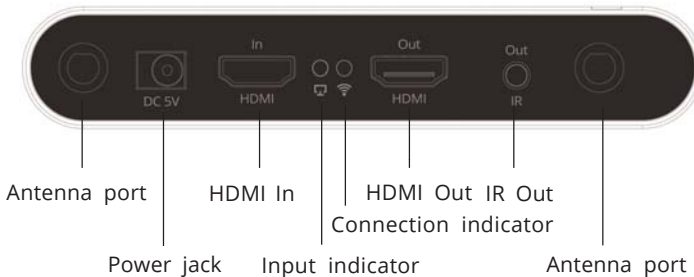 In
Out
Out
DC 5V
HDMI
HDMI
IR
Antenna port
HDMI In
HDMI Out
IR Out
Connection indicator
Power jack
Input indicator
Antenna port